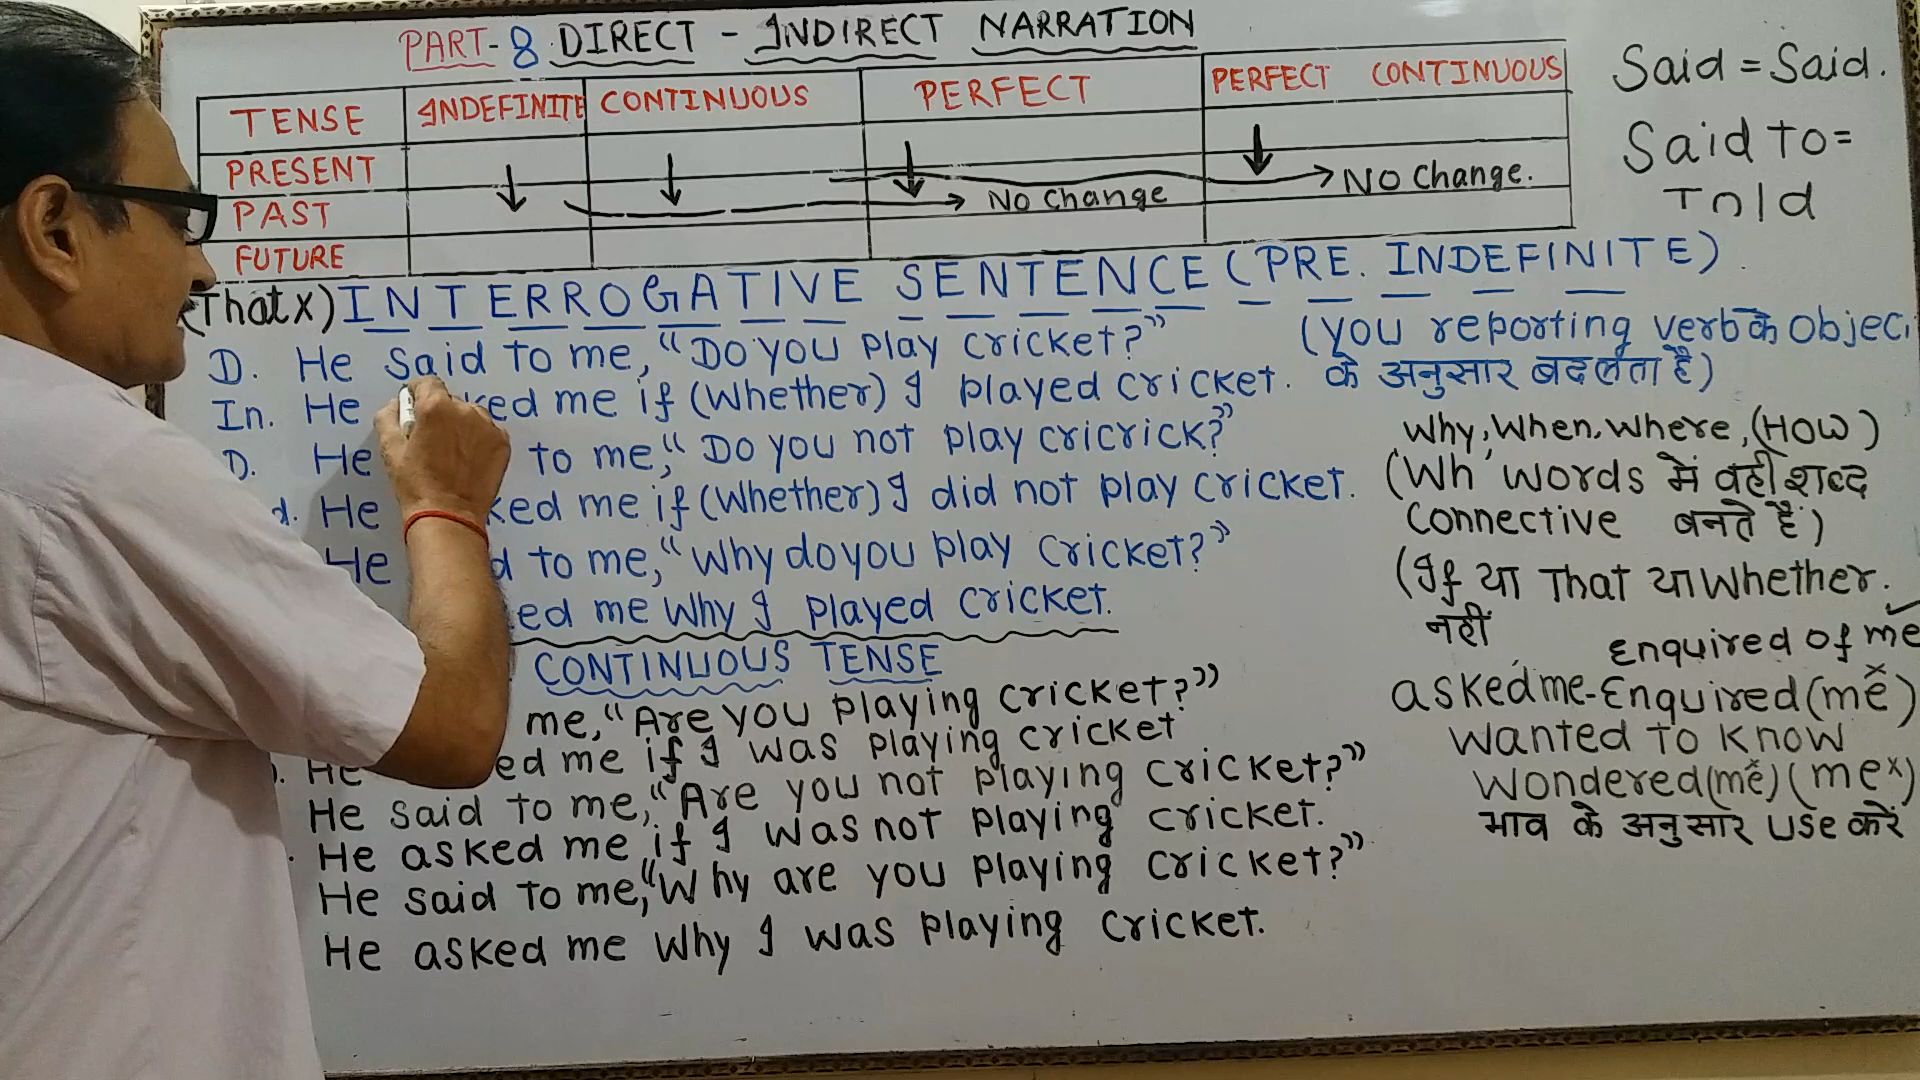 PART-8 DIRECT - INDIRECT NARRATION
TENSE INDEFINITE CONTINUOUS PERFECT PERFECT CONTINUOUS
PRESENT
PAST No change No change.
FUTURE
Said = Said.
Said To =
Told
(That x) INTERROGATIVE SENTENCE (PRE. INDEFINITE).
D. He said to me, "Do you play cricket?"
In. He ked me if (Whether) I played cricket.
D. He to me, "Do you not play cricrick?"
d. He ked me if (Whether) I did not play cricket.
He d to me, "Why do you play cricket?"
ed me why I played cricket.
CONTINUOUS TENSE
me, "Are you playing cricket?"
He ed me if I was playing cricket
He said to me, "Are you not playing cricket?"
He asked me if I was not playing cricket.
He said to me, "Why are you playing cricket?"
He asked me why I was playing cricket.
(you reporting verb के objec
के अनुसार बदलता है)
Why, When, Where, (HOW)
(Wh' words में वही शब्द
Connective बनते हैं)
(If या That या Whether.
नहीं
Enquired of me
asked me - Enquired (me x)
Wanted to know
Wondered (me x) (me x)
भाव के अनुसार use करें